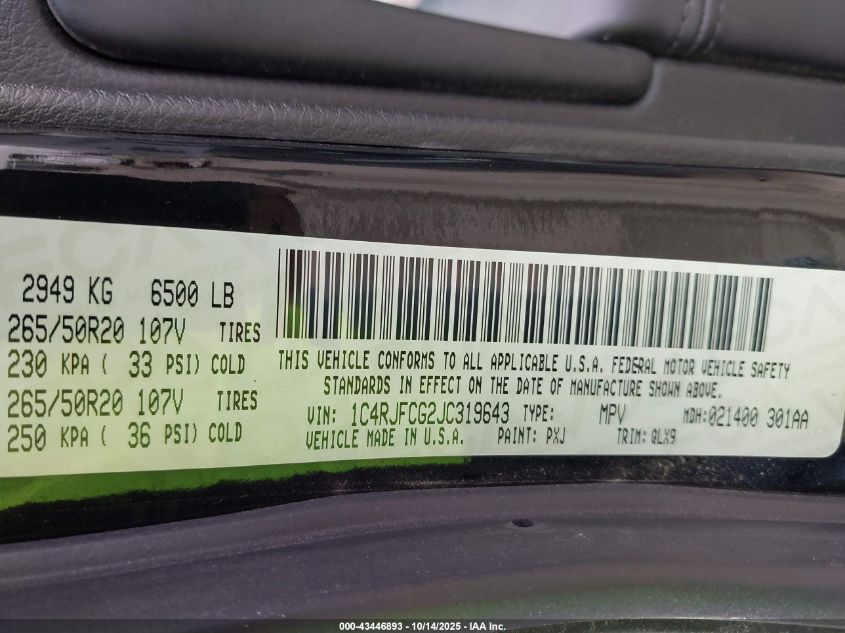 2949 KG 6500 LB
265/50R20 107V TIRES
230 KPA ( 33 PSI) COLD
265/50R20 107V TIRES
250 KPA ( 36 PSI) COLD
THIS VEHICLE CONFORMS TO ALL APPLICABLE U.S.A. FEDERAL MOTOR VEHICLE SAFETY
STANDARDS IN EFFECT ON THE DATE OF MANUFACTURE SHOWN ABOVE.
VIN: 1C4RJFCG2JC319643 TYPE: MPV MDH:021400 301AA
VEHICLE MADE IN U.S.A. PAINT: PXJ TRIM: QLX9
000-43446893 - 10/14/2025 - IAA Inc.